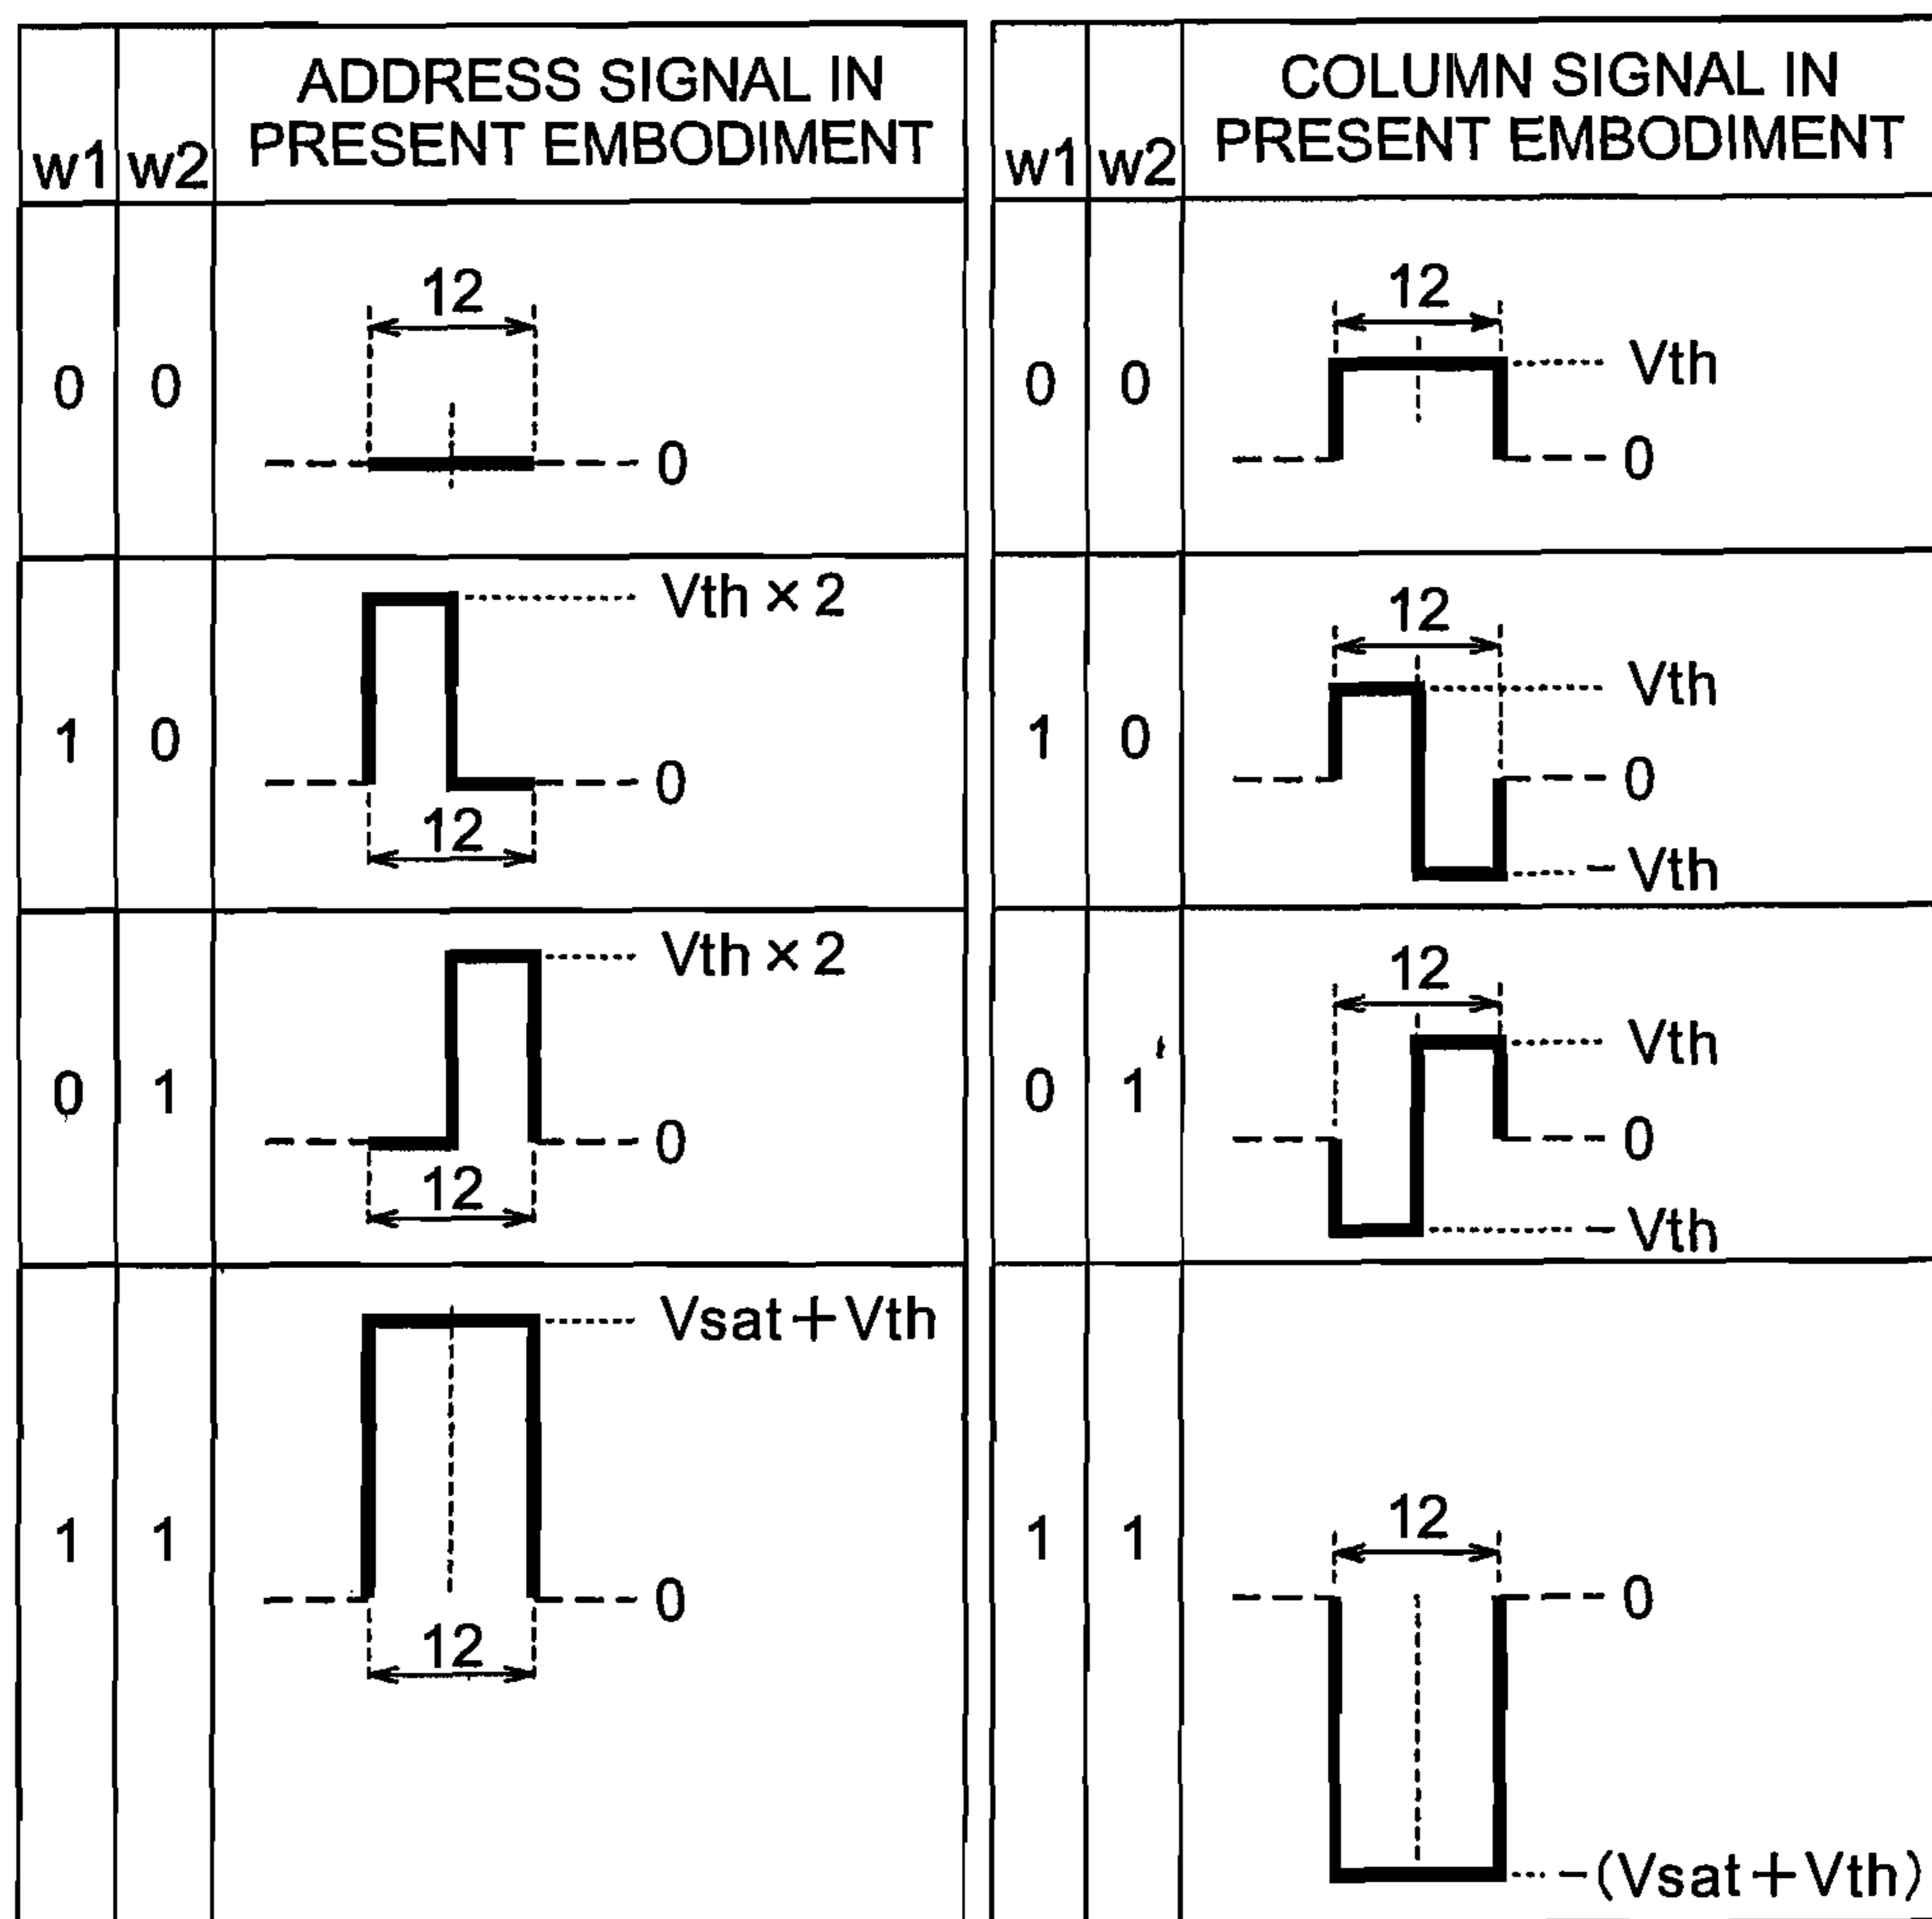 w1 w2 ADDRESS SIGNAL IN
PRESENT EMBODIMENT
0 0
12
0
1 0
Vth × 2
0
12
0 1
Vth × 2
0
12
1 1
Vsat + Vth
0
12
w1 w2 COLUMN SIGNAL IN
PRESENT EMBODIMENT
0 0
12
Vth
0
1 0
12
Vth
0
− Vth
0 1
12
Vth
0
− Vth
1 1
12
0
−(Vsat + Vth)